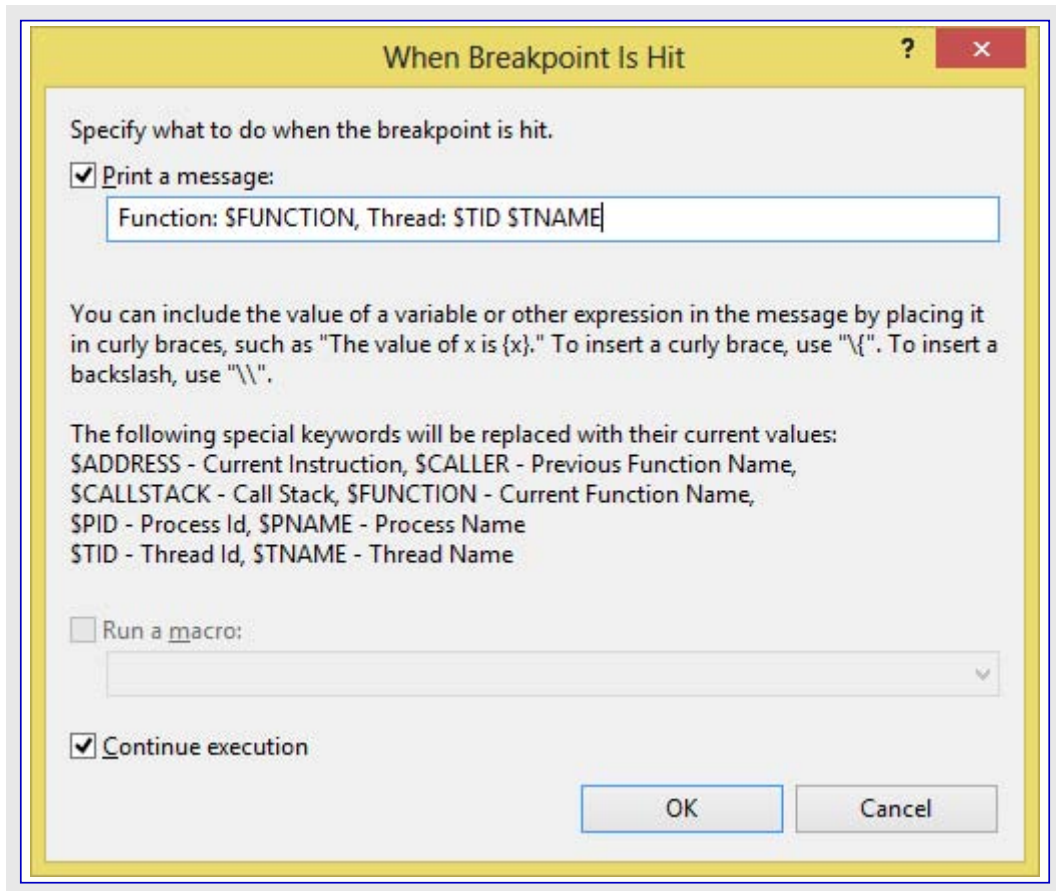 When Breakpoint Is Hit
?
×
Specify what to do when the breakpoint is hit.
Print a message:
Function: $FUNCTION, Thread: $TID $TNAME
You can include the value of a variable or other expression in the message by placing it
in curly braces, such as "The value of x is {x}." To insert a curly brace, use "\{". To insert a
backslash, use "\\".
The following special keywords will be replaced with their current values:
$ADDRESS - Current Instruction, $CALLER - Previous Function Name,
$CALLSTACK - Call Stack, $FUNCTION - Current Function Name,
$PID - Process Id, $PNAME - Process Name
$TID - Thread Id, $TNAME - Thread Name
Run a macro:
Continue execution
OK
Cancel